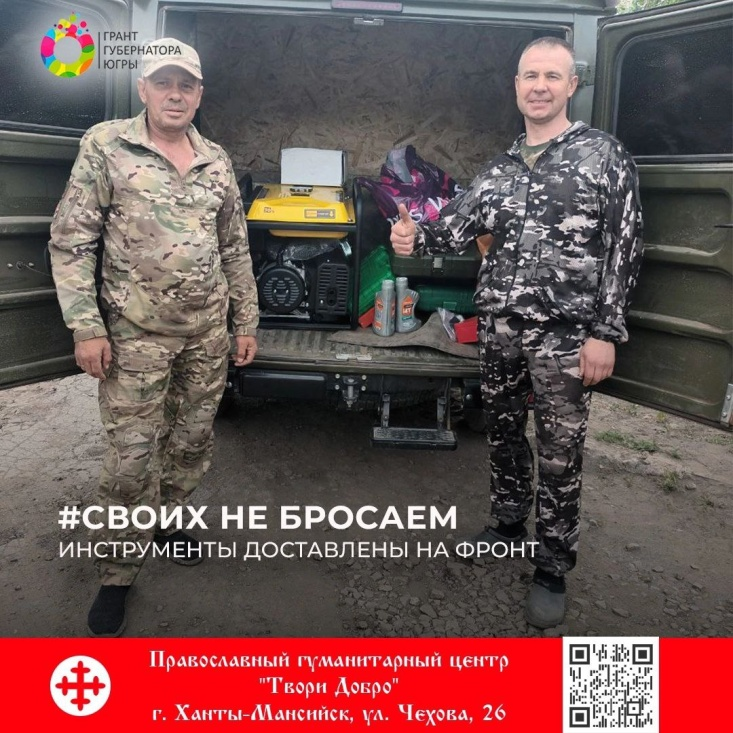 ГРАНТ
ГУБЕРНАТОРА
ЮГРЫ
#СВОИХ НЕ БРОСАЕМ
ИНСТРУМЕНТЫ ДОСТАВЛЕНЫ НА ФРОНТ
Православный гуманитарный центр
"Твори Добро"
г. Ханты-Мансийск, ул. Чехова, 26